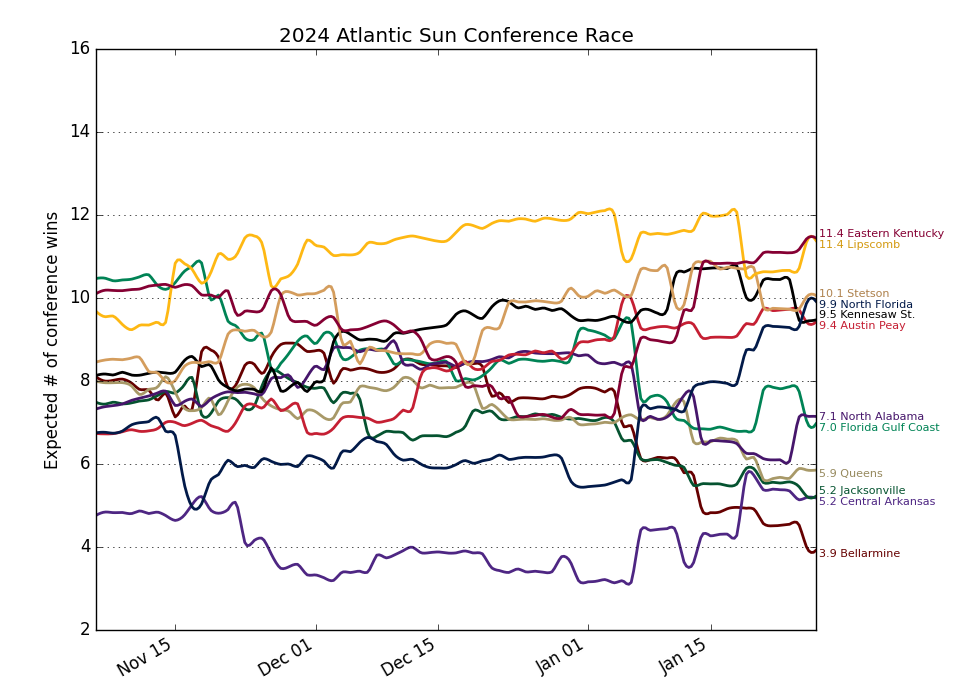 2024 Atlantic Sun Conference Race
Expected # of conference wins
16
14
12
10
8
6
4
2
Nov 15
Dec 01
Dec 15
Jan 01
Jan 15
11.4 Eastern Kentucky
11.4 Lipscomb
10.1 Stetson
9.9 North Florida
9.5 Kennesaw St.
9.4 Austin Peay
7.1 North Alabama
7.0 Florida Gulf Coast
5.9 Queens
5.2 Jacksonville
5.2 Central Arkansas
3.9 Bellarmine